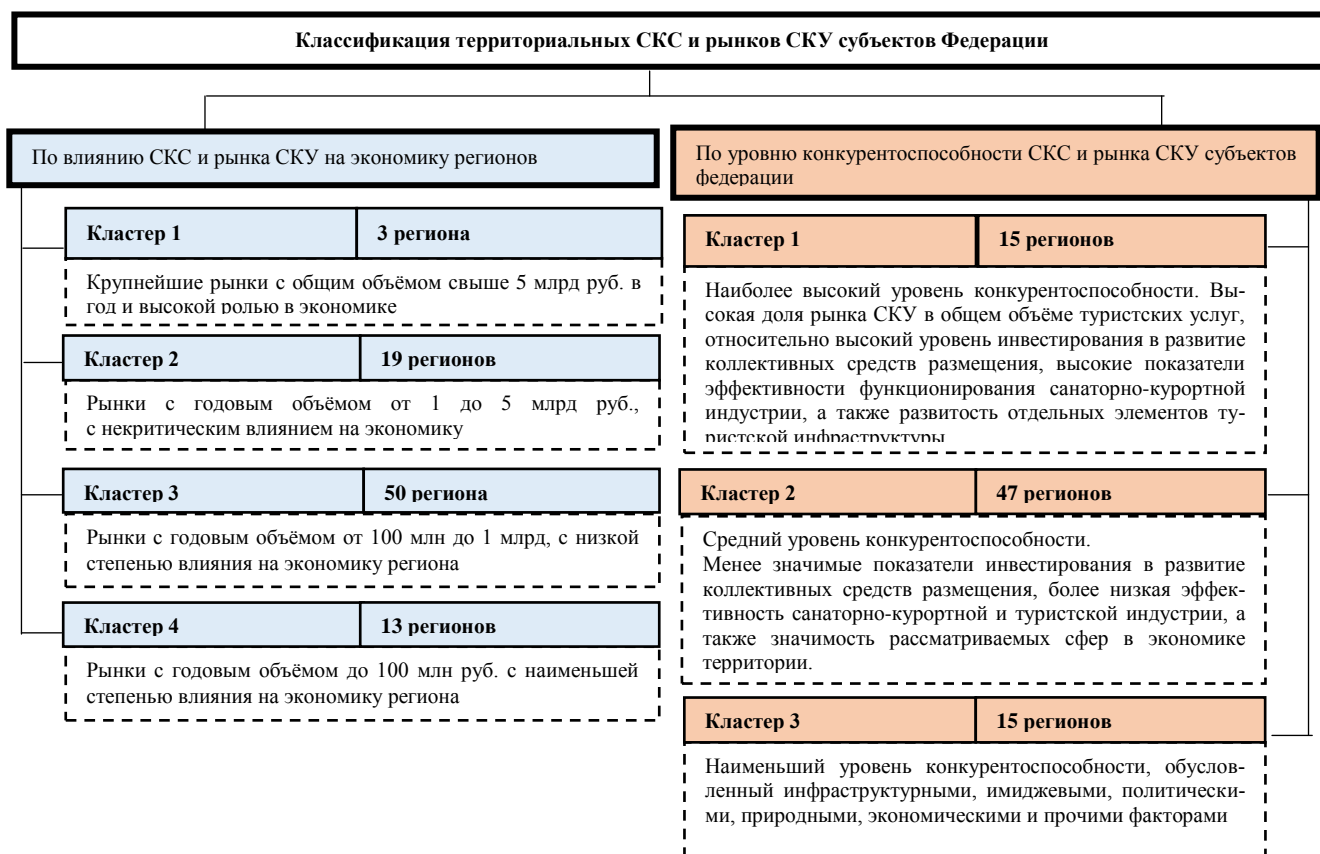 Классификация территориальных СКС и рынков СКУ субъектов Федерации
По влиянию СКС и рынка СКУ на экономику регионов
Кластер 1
3 региона
Крупнейшие рынки с общим объёмом свыше 5 млрд руб. в
год и высокой ролью в экономике
Кластер 2
19 регионов
Рынки с годовым объёмом от 1 до 5 млрд руб.,
с некритическим влиянием на экономику
Кластер 3
50 региона
Рынки с годовым объёмом от 100 млн до 1 млрд, с низкой
степенью влияния на экономику региона
Кластер 4
13 регионов
Рынки с годовым объёмом до 100 млн руб. с наименьшей
степенью влияния на экономику региона
По уровню конкурентоспособности СКС и рынка СКУ субъектов
федерации
Кластер 1
15 регионов
Наиболее высокий уровень конкурентоспособности. Вы-
сокая доля рынка СКУ в общем объёме туристских услуг,
относительно высокий уровень инвестирования в развитие
коллективных средств размещения, высокие показатели
эффективности функционирования санаторно-курортной
индустрии, а также развитость отдельных элементов ту-
ристской инфраструктуры
Кластер 2
47 регионов
Средний уровень конкурентоспособности.
Менее значимые показатели инвестирования в развитие
коллективных средств размещения, более низкая эффек-
тивность санаторно-курортной и туристской индустрии, а
также значимость рассматриваемых сфер в экономике
территории.
Кластер 3
15 регионов
Наименьший уровень конкурентоспособности, обуслов-
ленный инфраструктурными, имиджевыми, политически-
ми, природными, экономическими и прочими факторами